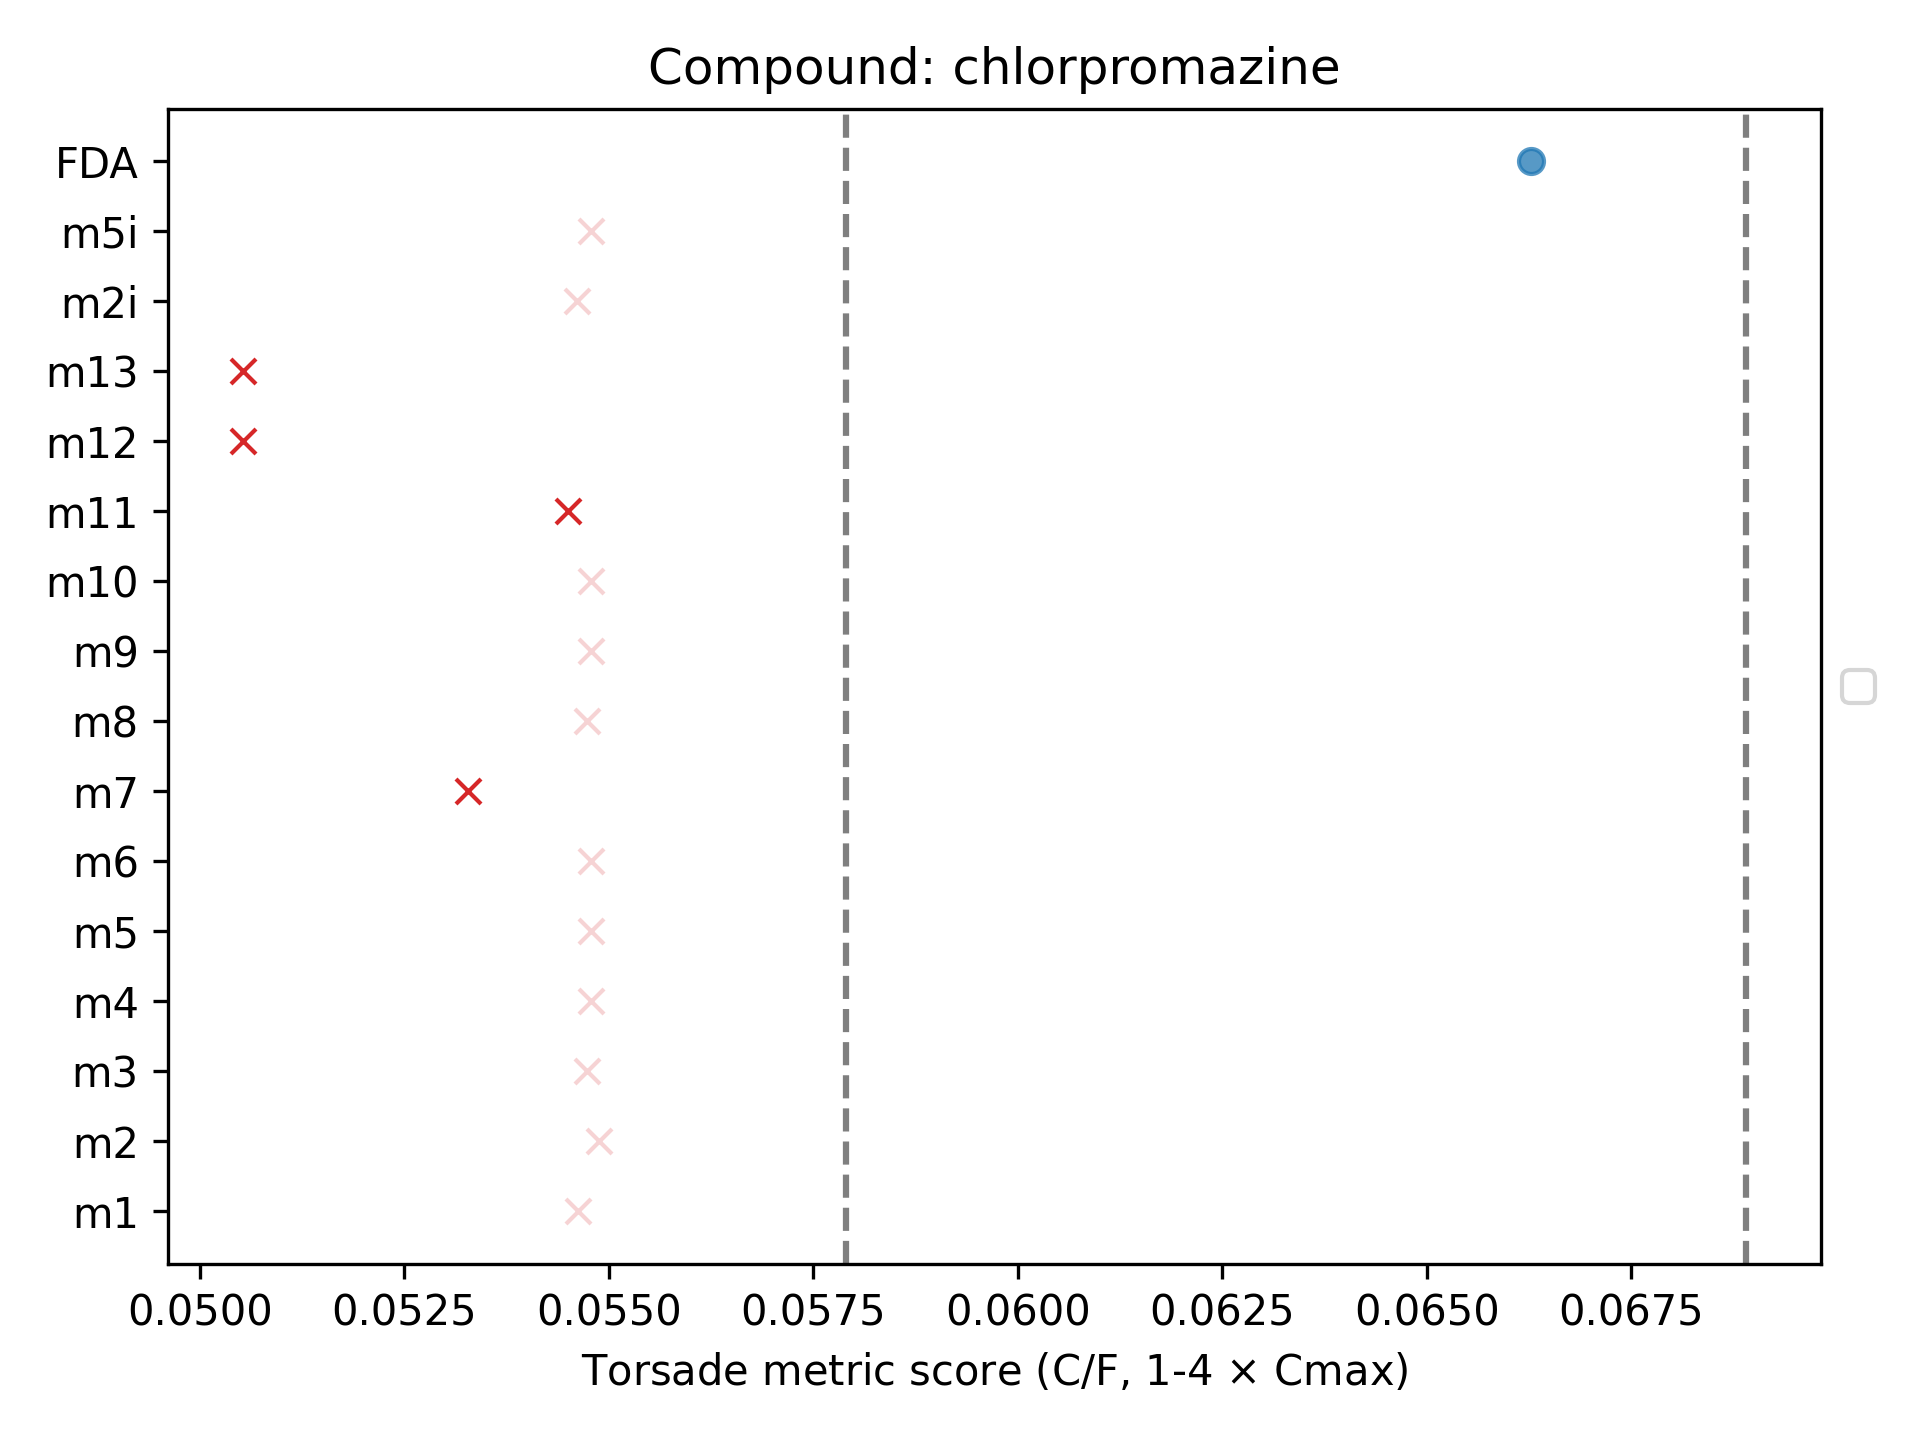 Compound: chlorpromazine
FDA
m5i
m2i
m13
m12
m11
m10
m9
m8
m7
m6
m5
m4
m3
m2
m1
0.0500 0.0525 0.0550 0.0575 0.0600 0.0625 0.0650 0.0675
Torsade metric score (C/F, 1-4 × Cmax)